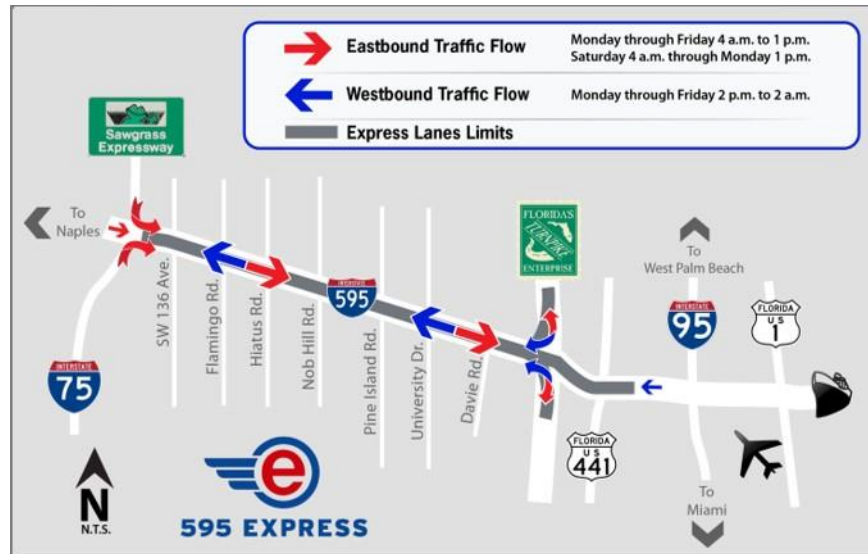 Eastbound Traffic Flow
Monday through Friday 4 a.m. to 1 p.m.
Saturday 4 a.m. through Monday 1 p.m.
Westbound Traffic Flow
Monday through Friday 2 p.m. to 2 a.m.
Express Lanes Limits
Sawgrass
Expressway
To
Naples
SW 136 Ave.
Flamingo Rd.
Hiatus Rd.
Nob Hill Rd.
INTERSTATE
595
Pine Island Rd.
University Dr.
Davie Rd.
FLORIDA'S
TURNPIKE
ENTERPRISE
To
West Palm Beach
INTERSTATE
95
FLORIDA
US
1
INTERSTATE
75
FLORIDA
US
441
To
Miami
N
N.T.S.
e
595 EXPRESS